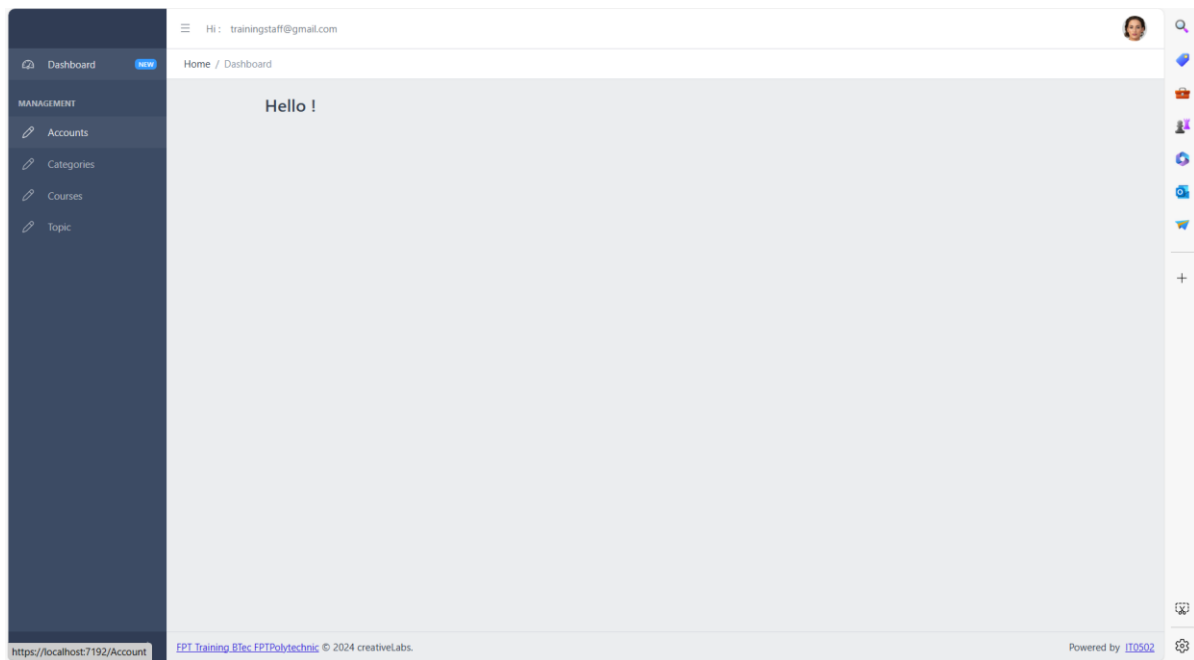 Hi : trainingstaff@gmail.com
Dashboard NEW
Home / Dashboard
MANAGEMENT
Hello !
Accounts
Categories
Courses
Topic
FPT Training BTec FPTPolytechnic © 2024 creativeLabs.
Powered by IT0502
https://localhost:7192/Account